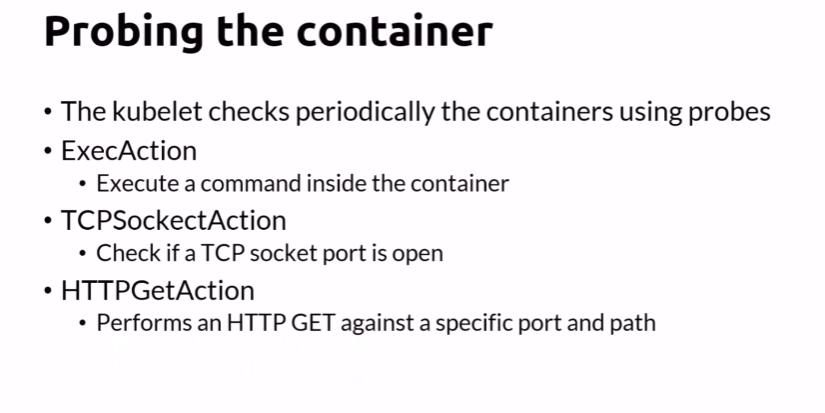 Probing the container
• The kubelet checks periodically the containers using probes
• ExecAction
• Execute a command inside the container
• TCPSockectAction
• Check if a TCP socket port is open
• HTTPGetAction
• Performs an HTTP GET against a specific port and path